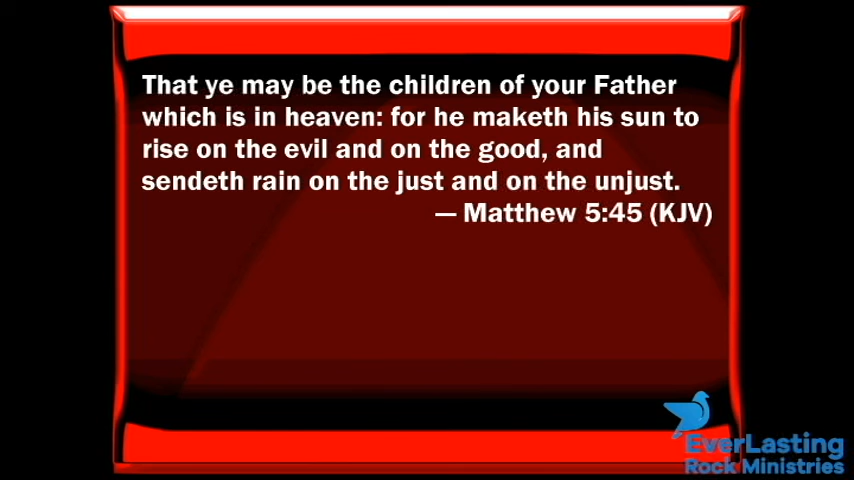 That ye may be the children of your Father
which is in heaven: for he maketh his sun to
rise on the evil and on the good, and
sendeth rain on the just and on the unjust.
— Matthew 5:45 (KJV)
EverLasting
Rock Ministries